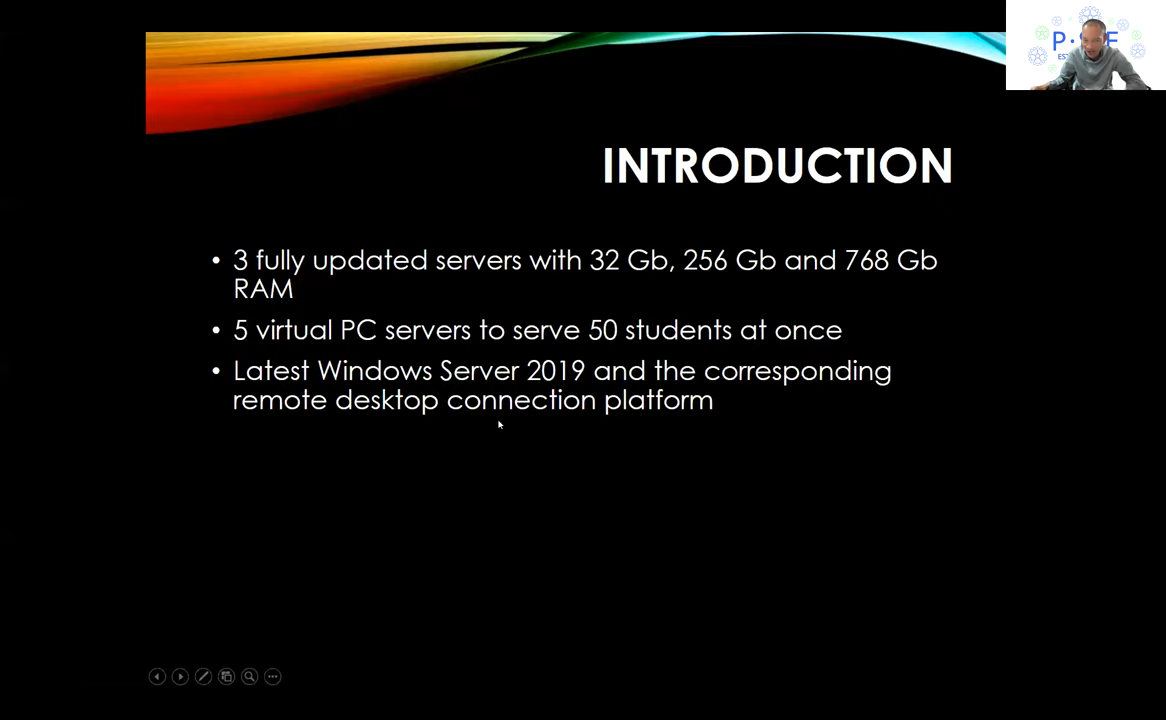 INTRODUCTION
• 3 fully updated servers with 32 Gb, 256 Gb and 768 Gb
RAM
• 5 virtual PC servers to serve 50 students at once
• Latest Windows Server 2019 and the corresponding
remote desktop connection platform